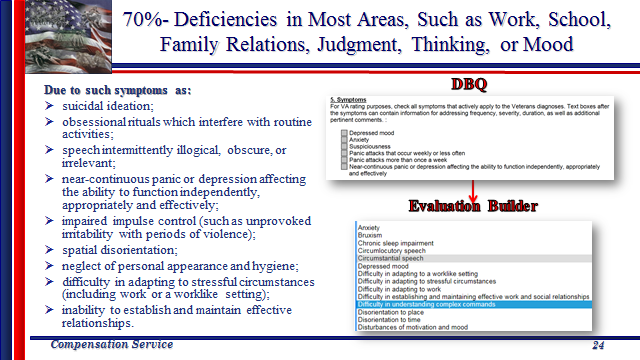 70%- Deficiencies in Most Areas, Such as Work, School,
Family Relations, Judgment, Thinking, or Mood
Due to such symptoms as:
suicidal ideation;
obsessional rituals which interfere with routine
activities;
speech intermittently illogical, obscure, or
irrelevant;
near-continuous panic or depression affecting
the ability to function independently,
appropriately and effectively;
impaired impulse control (such as unprovoked
irritability with periods of violence);
spatial disorientation;
neglect of personal appearance and hygiene;
difficulty in adapting to stressful circumstances
(including work or a worklike setting);
inability to establish and maintain effective
relationships.
DBQ
5. Symptoms
For VA rating purposes, check all symptoms that actively apply to the Veterans diagnoses. Text boxes after
the symptoms can contain information for addressing frequency, severity, duration, as well as additional
pertinent comments. :
Depressed mood
Anxiety
Suspiciousness
Panic attacks that occur weekly or less often
Panic attacks more than once a week
Near-continuous panic or depression affecting the ability to function independently, appropriately
and effectively
Evaluation Builder
Anxiety
Bruxism
Chronic sleep impairment
Circumlocutory speech
Circumstantial speech
Depressed mood
Difficulty in adapting to a worklike setting
Difficulty in adapting to stressful circumstances
Difficulty in adapting to work
Difficulty in establishing and maintaining effective work and social relationships
Difficulty in understanding complex commands
Disorientation to place
Disorientation to time
Disturbances of motivation and mood
Compensation Service
24